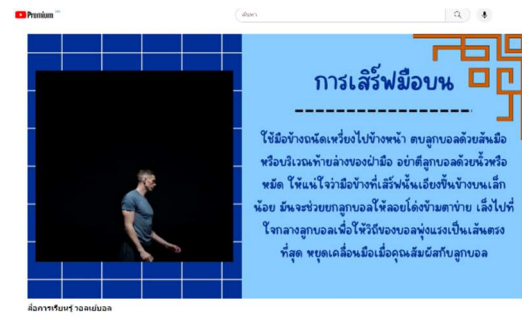 Premium TH
ค้นหา
การเสิร์ฟมือบน
ใช้มือข้างถนัดเหวี่ยงไปข้างหน้า ตบลูกบอลด้วยสันมือ
หรือบริเวณท้ายล่างของฝ่ามือ อย่าตีลูกบอลด้วยนิ้วหรือ
หมัด ให้แน่ใจว่ามือข้างที่เสิร์ฟนั้นเอียงขึ้นข้างบนเล็ก
น้อย มันจะช่วยยกลูกบอลให้ลอยโด่งข้ามตาข่าย เล็งไปที่
ใจกลางลูกบอลเพื่อให้วิถีของบอลพุ่งแรงเป็นเส้นตรง
ที่สุด หยุดเคลื่อนมือเมื่อคุณสัมผัสกับลูกบอล
สื่อการเรียนรู้ วอลเลย์บอล